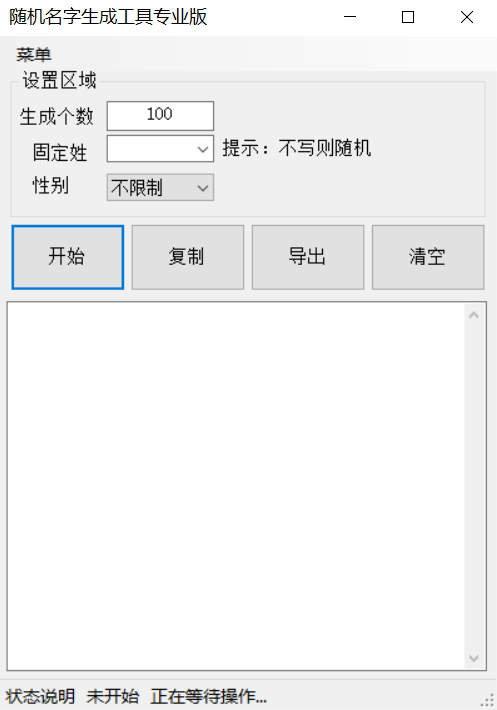 随机名字生成工具专业版
菜单
设置区域
生成个数 100
固定姓 提示：不写则随机
性别 不限制
开始 复制 导出 清空
状态说明 未开始 正在等待操作...